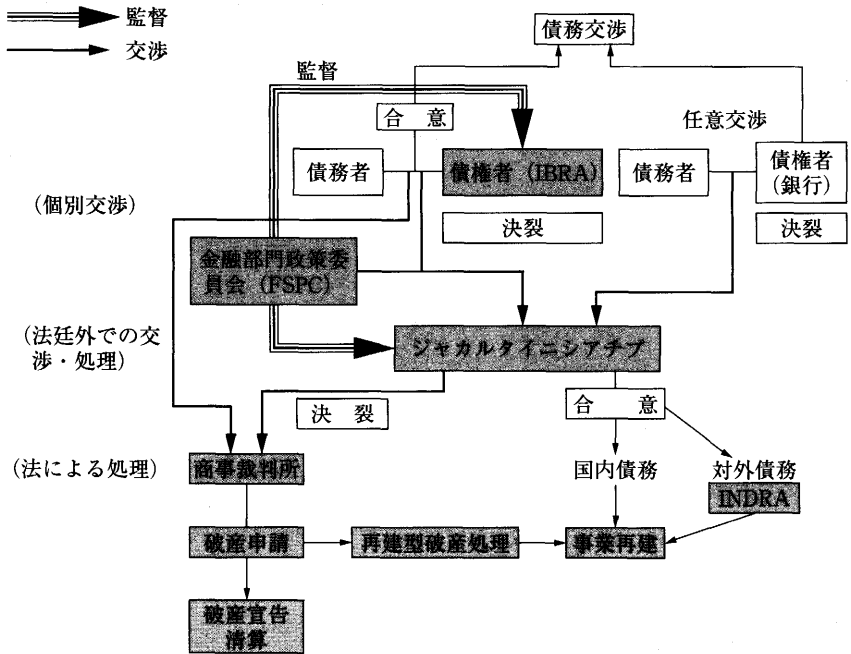 監督
交渉
債務交渉
監督
合 意
任意交渉
債務者
債権者 (IBRA)
債務者
債権者
(銀行)
(個別交渉)
決裂
決裂
金融部門政策委
員会 (FSPC)
(法廷外での交
渉・処理)
ジャカルタイニシアチブ
決 裂
合 意
(法による処理)
商事裁判所
国内債務
対外債務
INDRA
破産申請
再建型破産処理
事業再建
破産宣告
清算